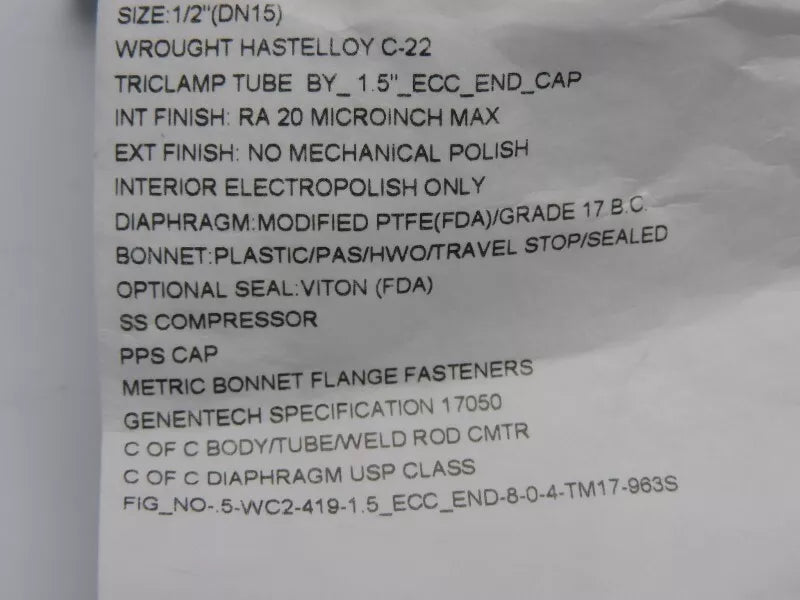 SIZE:1/2"(DN15)
WROUGHT HASTELLOY C-22
TRICLAMP TUBE BY_ 1.5"_ECC_END_CAP
INT FINISH: RA 20 MICROINCH MAX
EXT FINISH: NO MECHANICAL POLISH
INTERIOR ELECTROPOLISH ONLY
DIAPHRAGM:MODIFIED PTFE(FDA)/GRADE 17 B.C.
BONNET:PLASTIC/PAS/HWO/TRAVEL STOP/SEALED
OPTIONAL SEAL:VITON (FDA)
SS COMPRESSOR
PPS CAP
METRIC BONNET FLANGE FASTENERS
GENENTECH SPECIFICATION 17050
C OF C BODY/TUBE/WELD ROD CMTR
C OF C DIAPHRAGM USP CLASS
FIG_NO-.5-WC2-419-1.5_ECC_END-8-0-4-TM17-963S